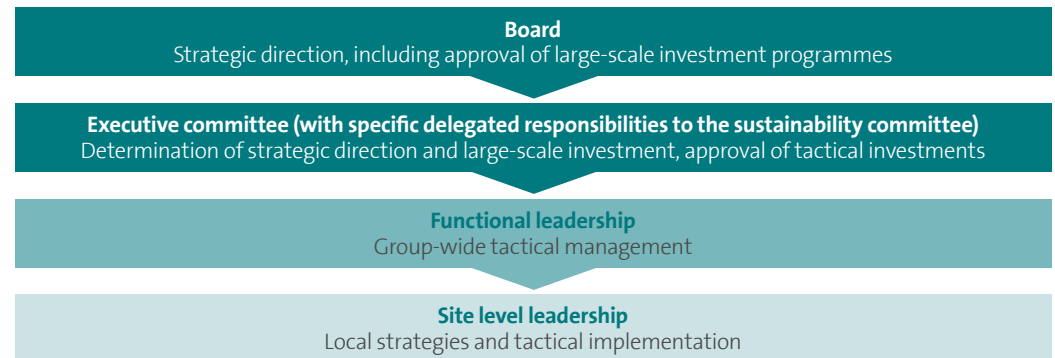 Board
Strategic direction, including approval of large-scale investment programmes
Executive committee (with specific delegated responsibilities to the sustainability committee)
Determination of strategic direction and large-scale investment, approval of tactical investments
Functional leadership
Group-wide tactical management
Site level leadership
Local strategies and tactical implementation